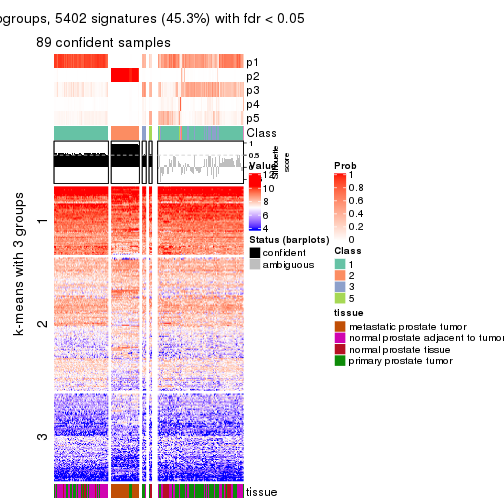 ogroups, 5402 signatures (45.3%) with fdr < 0.05
89 confident samples
p1
p2
p3
p4
p5
Class
1
0.5
0
Silhouette
score
k-means with 3 groups
1
2
3
tissue
Value
12
10
8
6
4
Status (barplots)
confident
ambiguous
Prob
1
0.8
0.6
0.4
0.2
0
Class
1
2
3
5
tissue
metastatic prostate tumor
normal prostate adjacent to tumor
normal prostate tissue
primary prostate tumor